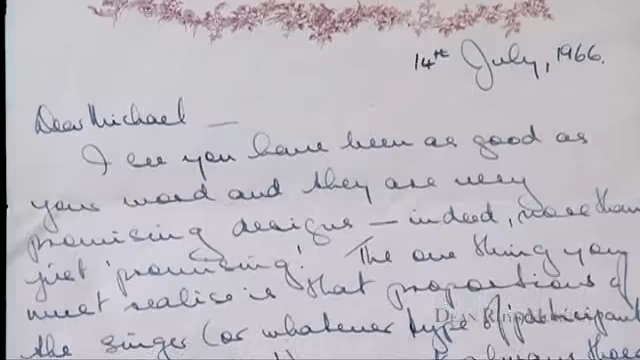 14th July, 1966.
Dear Michael —
I see you have been as good as
your word and they are very
promising designs — indeed, more than
just 'promising'. The one thing you
must realise is that proportions of
the singer (or whatever type of participant
always